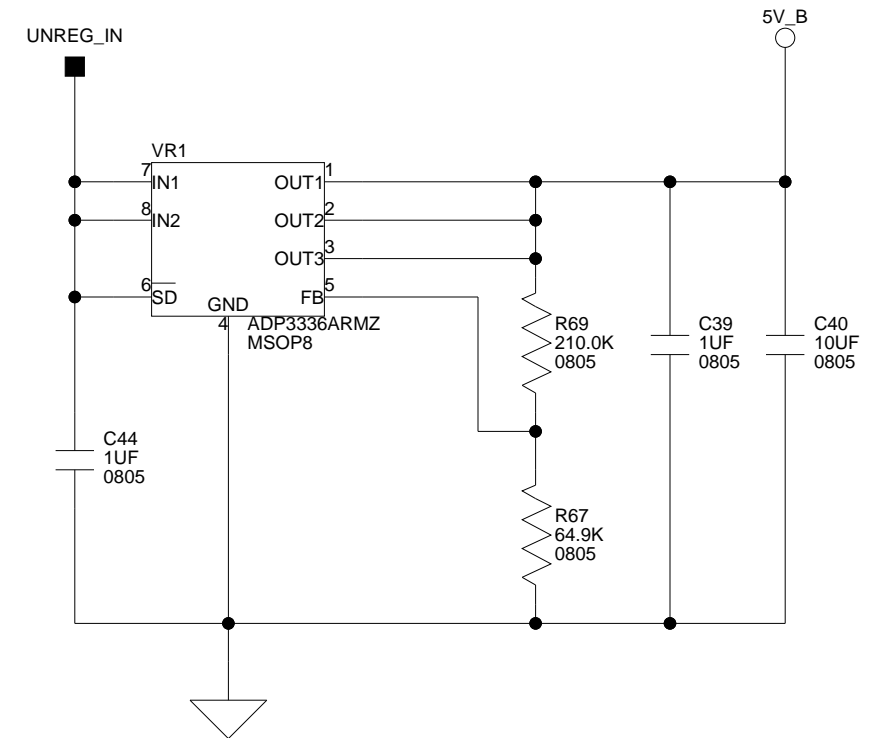 5V_B
UNREG_IN
VR1
7
IN1
OUT1
1
8
IN2
OUT2
2
OUT3
3
6
SD
GND
FB
5
4
ADP3336ARMZ
MSOP8
R69
210.0K
0805
C39
1UF
0805
C40
10UF
0805
C44
1UF
0805
R67
64.9K
0805